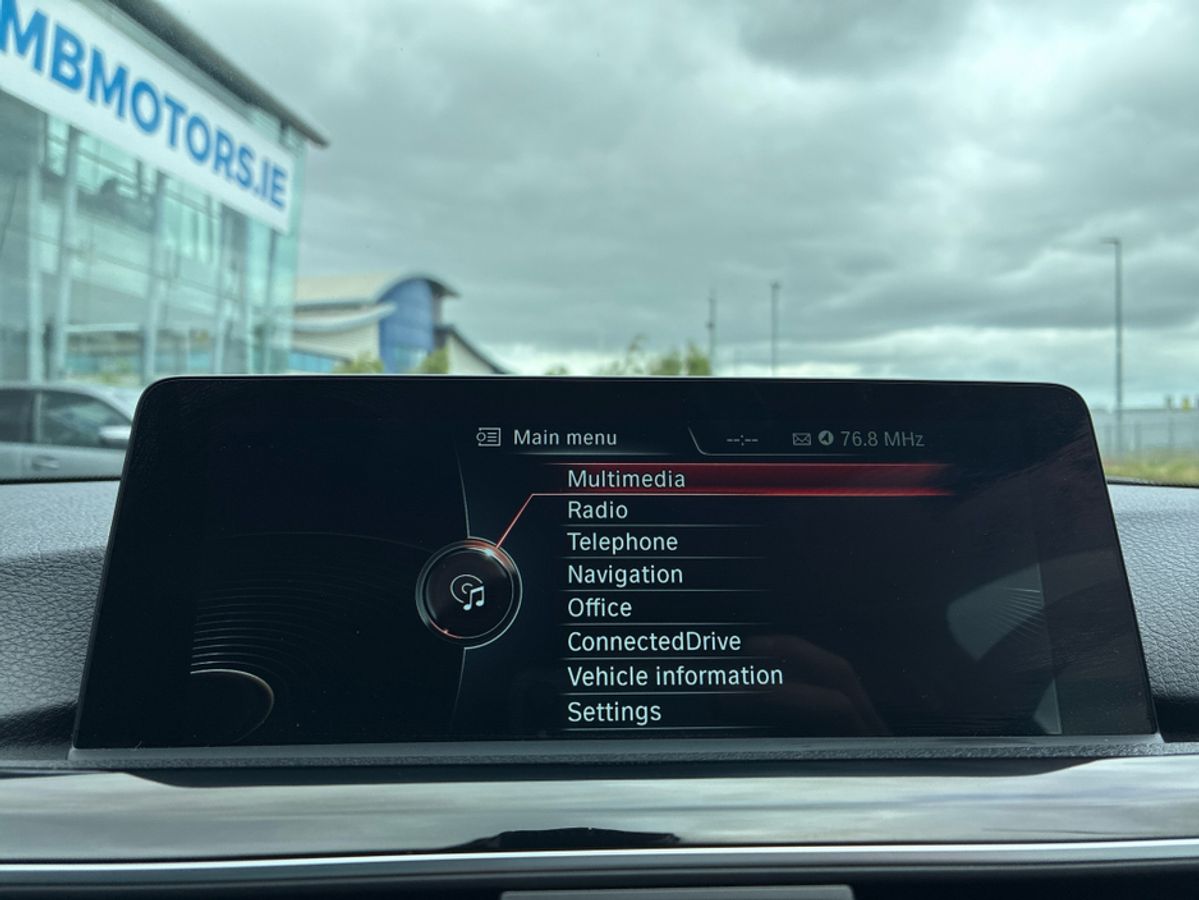 MBMOTORS.IE
Main menu
--:-- 76.8 MHz
Multimedia
Radio
Telephone
Navigation
Office
ConnectedDrive
Vehicle information
Settings